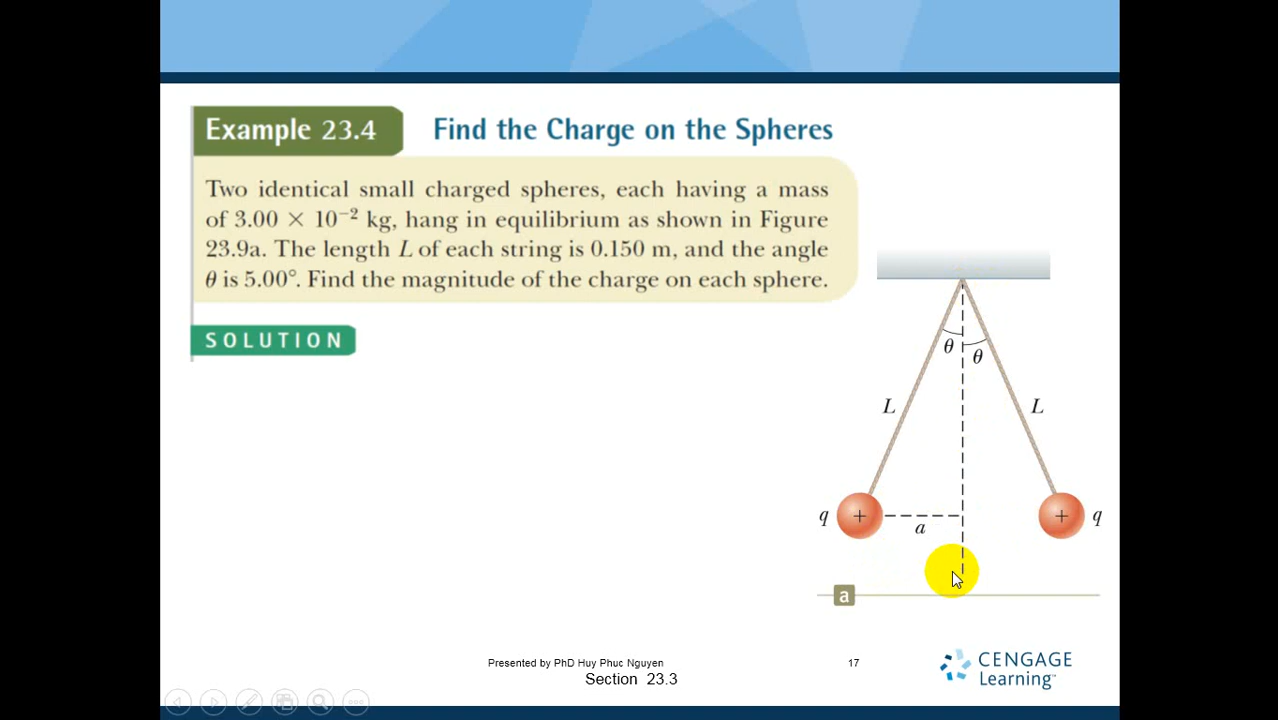 Example 23.4 Find the Charge on the Spheres
Two identical small charged spheres, each having a mass
of 3.00 × 10⁻² kg, hang in equilibrium as shown in Figure
23.9a. The length L of each string is 0.150 m, and the angle
θ is 5.00°. Find the magnitude of the charge on each sphere.
SOLUTION
θ θ
L L
q + + q
a
a
Presented by PhD Huy Phuc Nguyen 17
Section 23.3
CENGAGE
Learning™